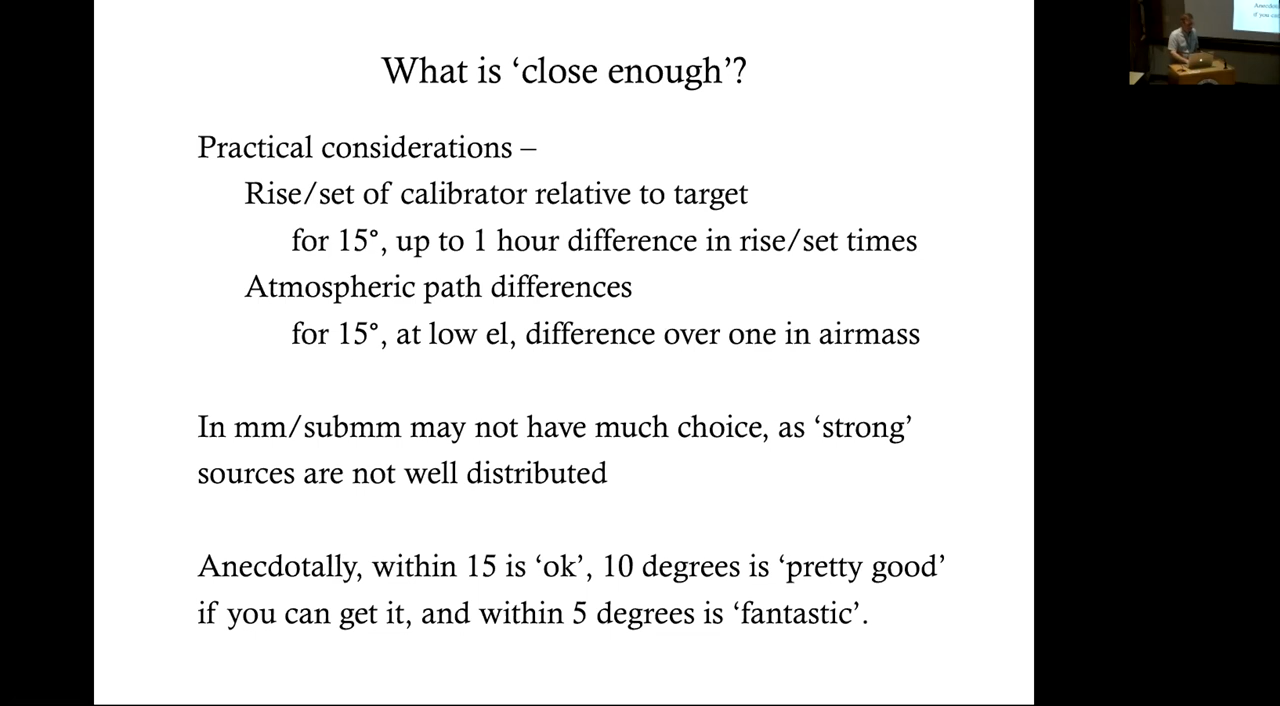 What is ‘close enough’?
Practical considerations –
Rise/set of calibrator relative to target
for 15°, up to 1 hour difference in rise/set times
Atmospheric path differences
for 15°, at low el, difference over one in airmass
In mm/submm may not have much choice, as ‘strong’
sources are not well distributed
Anecdotally, within 15 is ‘ok’, 10 degrees is ‘pretty good’
if you can get it, and within 5 degrees is ‘fantastic’.